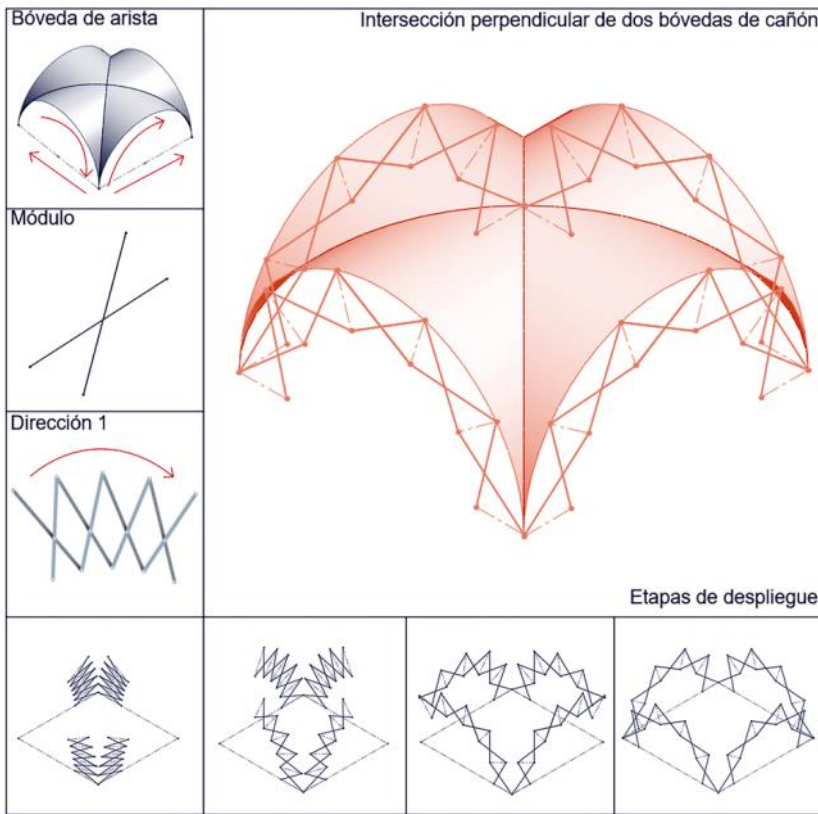 Bóveda de arista
Intersección perpendicular de dos bóvedas de cañón
Módulo
Dirección 1
Etapas de despliegue